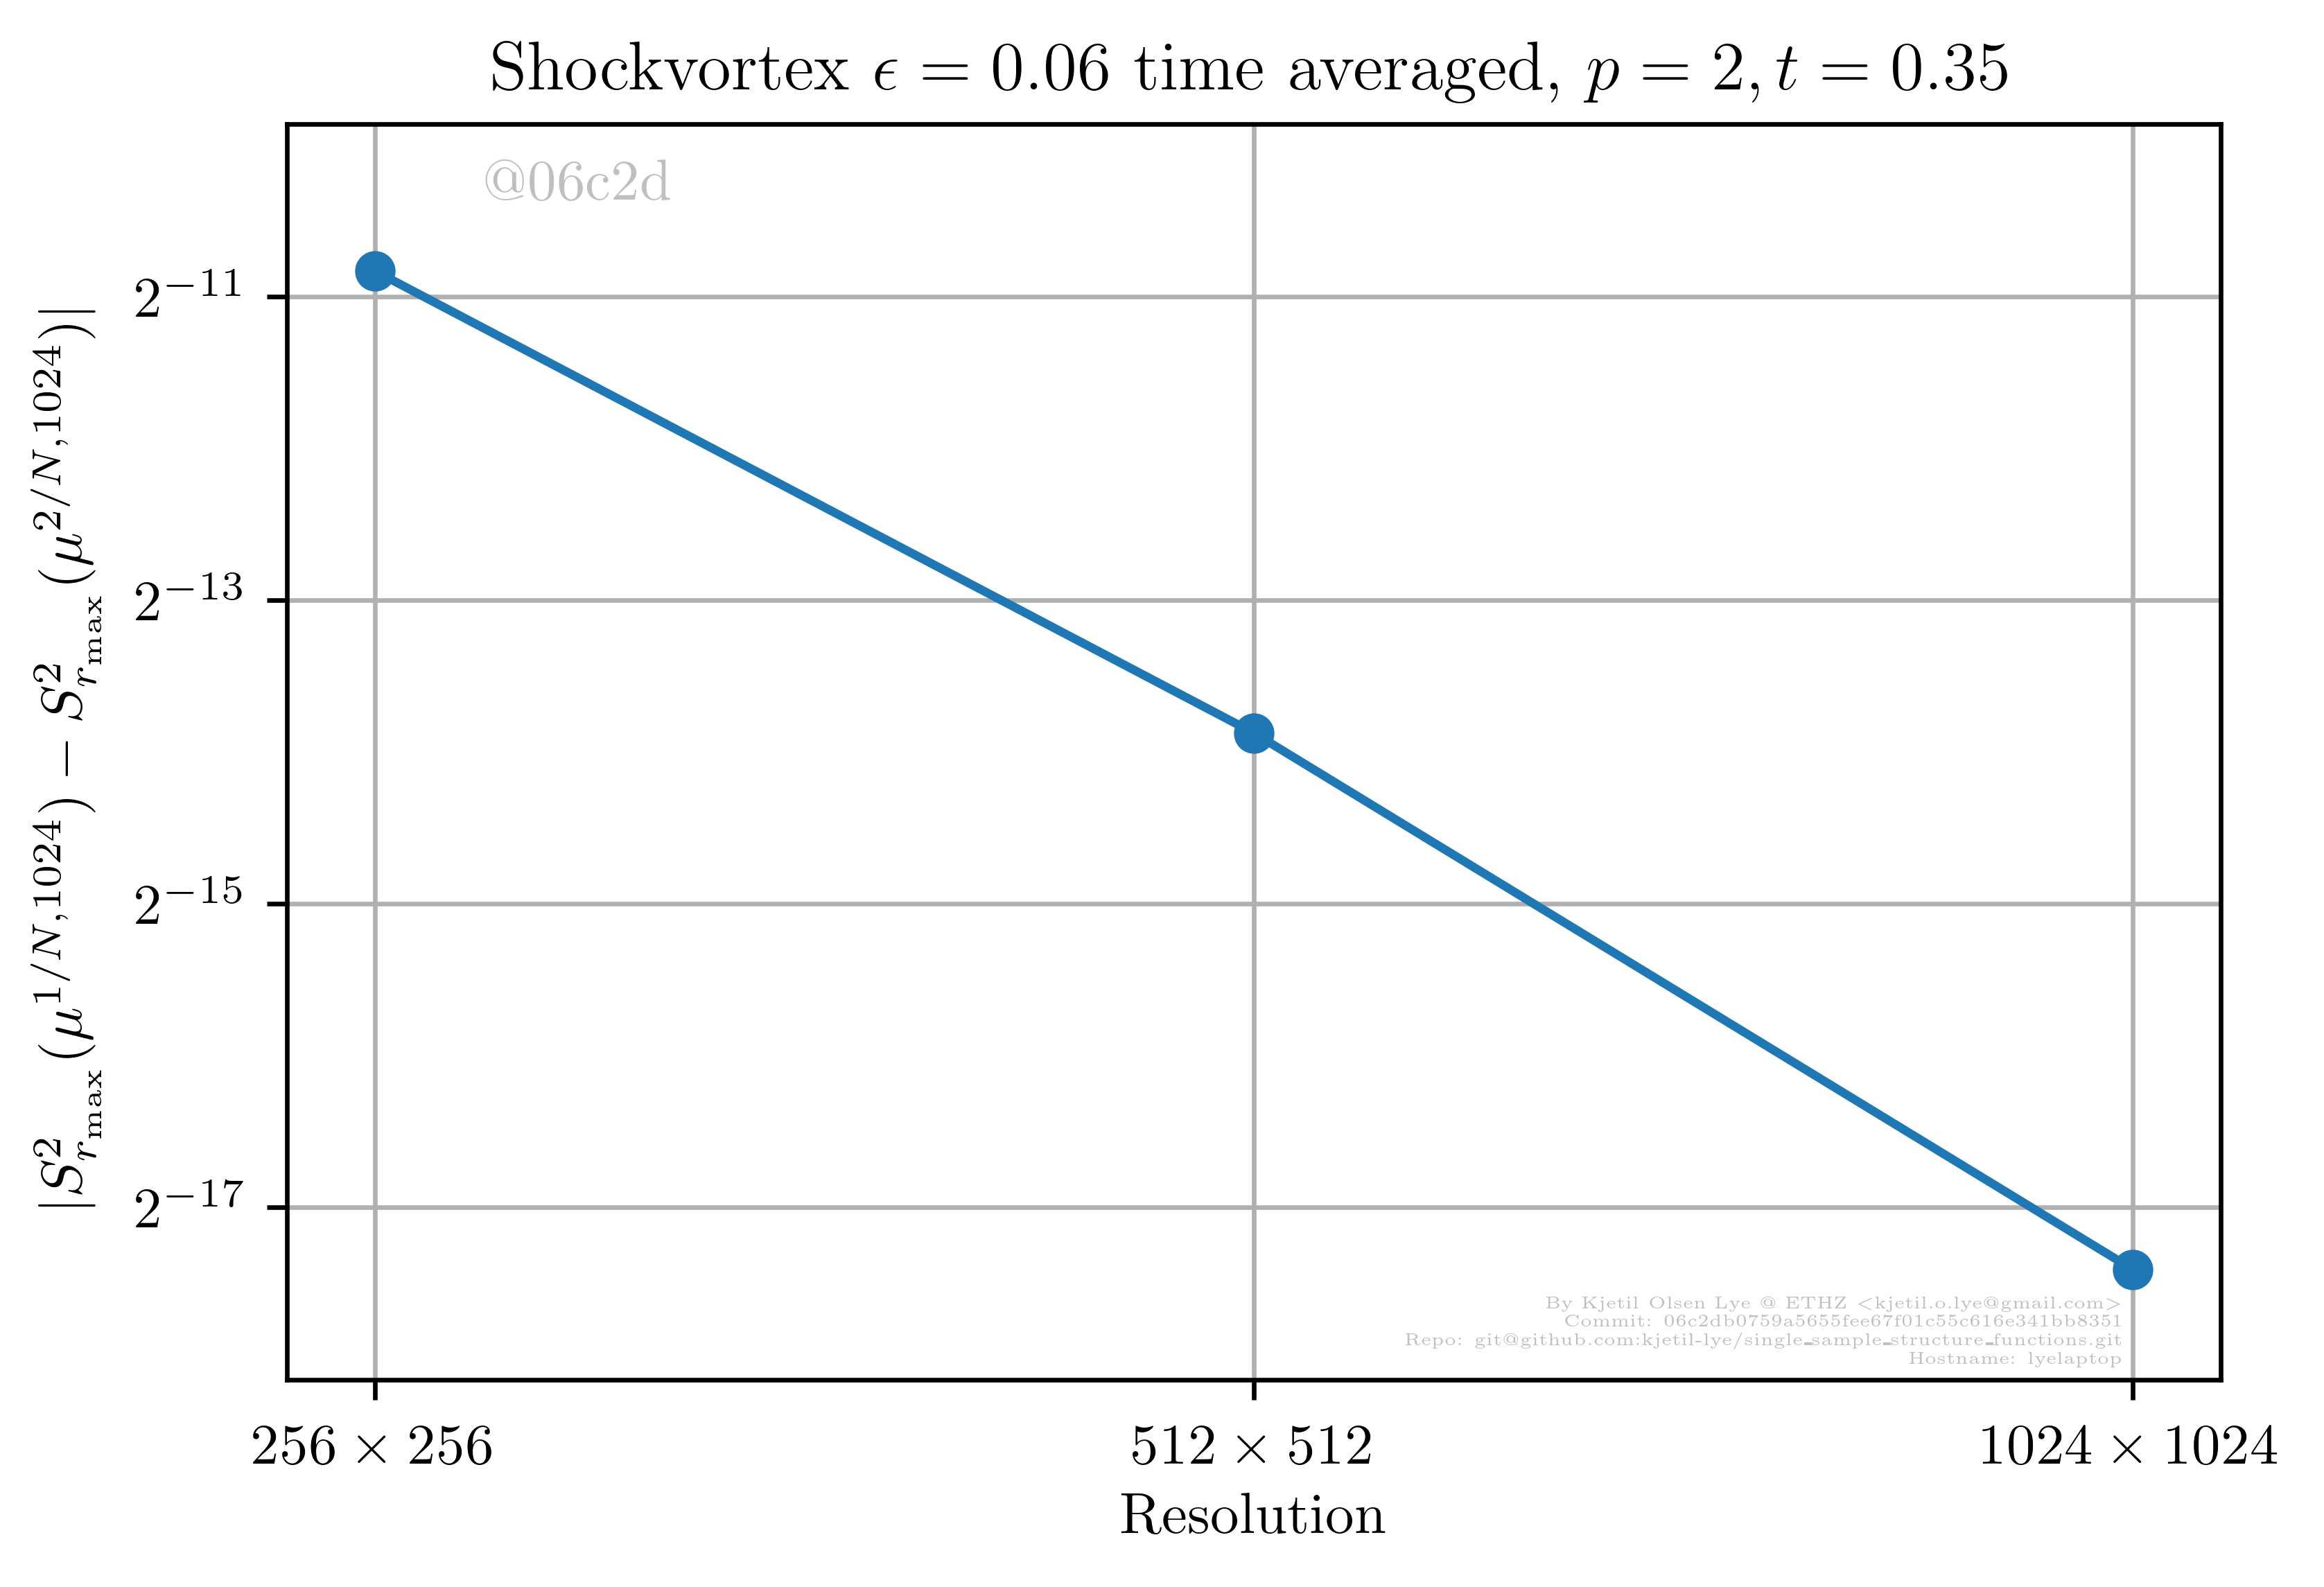 Shockvortex ϵ = 0.06 time averaged, p = 2, t = 0.35
@06c2d
|S²_{r_max}(μ^{1/N,1024}) − S²_{r_max}(μ^{2/N,1024})|
2⁻¹¹
2⁻¹³
2⁻¹⁵
2⁻¹⁷
By Kjetil Olsen Lye @ ETHZ <kjetil.o.lye@gmail.com>
Commit: 06c2db0759a5655fee67f01c55c616e341bb8351
Repo: git@github.com:kjetil-lye/single_sample_structure_functions.git
Hostname: lyelaptop
256 × 256
512 × 512
1024 × 1024
Resolution